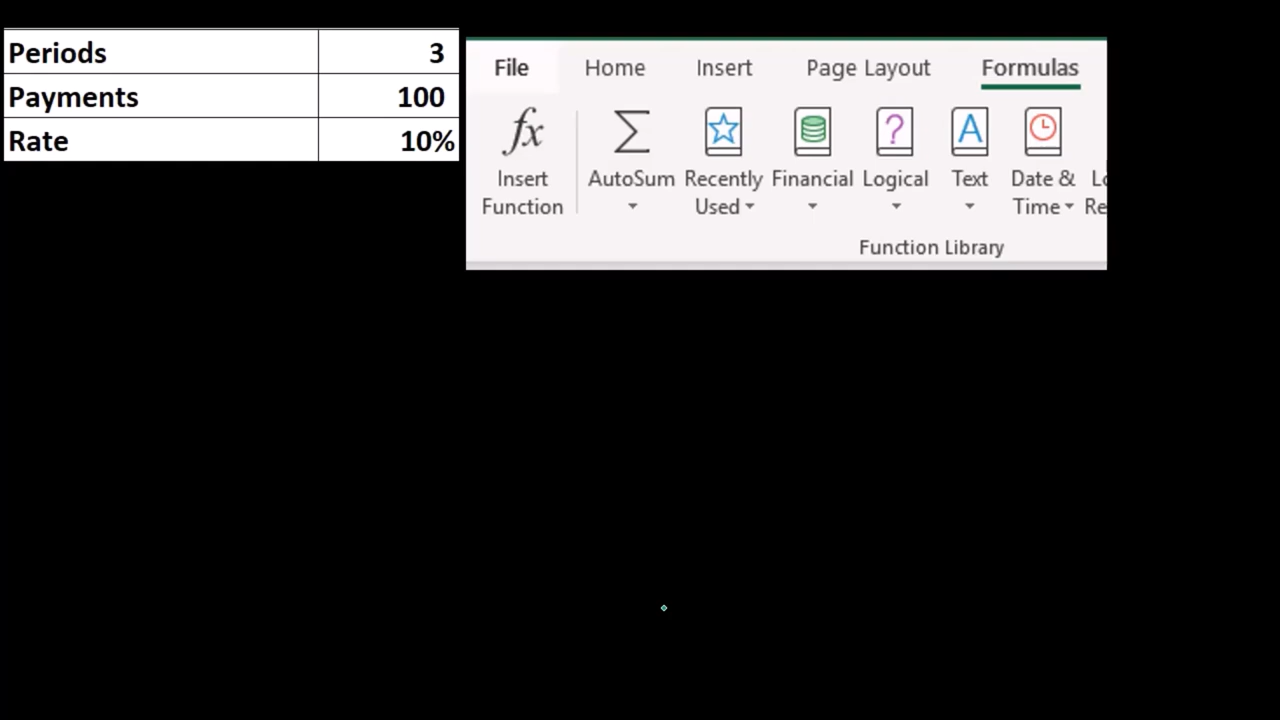 Periods 3
Payments 100
Rate 10%
File Home Insert Page Layout Formulas
fx
Insert Function
AutoSum
Recently Used
Financial
Logical
A
Text
Date & Time
Function Library